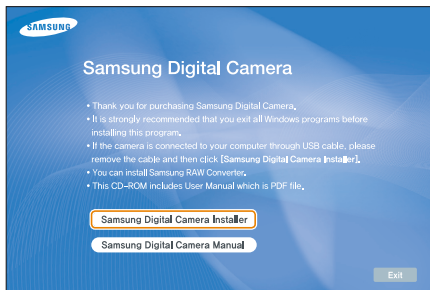 SAMSUNG
Samsung Digital Camera
• Thank you for purchasing Samsung Digital Camera.
• It is strongly recommended that you exit all Windows programs before
installing this program.
• If the camera is connected to your computer through USB cable, please
remove the cable and then click [Samsung Digital Camera Installer].
• You can install Samsung RAW Converter.
• This CD-ROM includes User Manual which is PDF file.
Samsung Digital Camera Installer
Samsung Digital Camera Manual
Exit